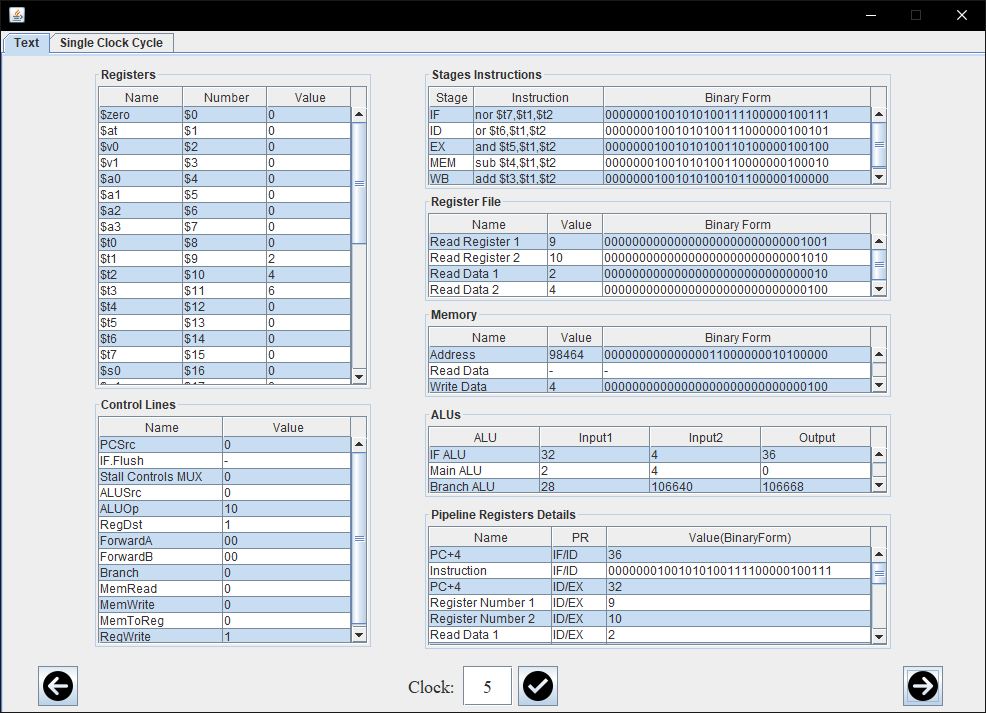 Text
Single Clock Cycle
Registers
Name Number Value
$zero $0 0
$at $1 0
$v0 $2 0
$v1 $3 0
$a0 $4 0
$a1 $5 0
$a2 $6 0
$a3 $7 0
$t0 $8 0
$t1 $9 2
$t2 $10 4
$t3 $11 6
$t4 $12 0
$t5 $13 0
$t6 $14 0
$t7 $15 0
$s0 $16 0
Control Lines
Name Value
PCSrc 0
IF.Flush -
Stall Controls MUX 0
ALUSrc 0
ALUOp 10
RegDst 1
ForwardA 00
ForwardB 00
Branch 0
MemRead 0
MemWrite 0
MemToReg 0
RegWrite 1
Stages Instructions
Stage Instruction Binary Form
IF nor $t7,$t1,$t2 00000001001010100111100000100111
ID or $t6,$t1,$t2 00000001001010100111000000100101
EX and $t5,$t1,$t2 00000001001010100110100000100100
MEM sub $t4,$t1,$t2 00000001001010100110000000100010
WB add $t3,$t1,$t2 00000001001010100101100000100000
Register File
Name Value Binary Form
Read Register 1 9 00000000000000000000000000001001
Read Register 2 10 00000000000000000000000000001010
Read Data 1 2 00000000000000000000000000000010
Read Data 2 4 00000000000000000000000000000100
Memory
Name Value Binary Form
Address 98464 00000000000000011000000010100000
Read Data - -
Write Data 4 00000000000000000000000000000100
ALUs
ALU Input1 Input2 Output
IF ALU 32 4 36
Main ALU 2 4 0
Branch ALU 28 106640 106668
Pipeline Registers Details
Name PR Value(BinaryForm)
PC+4 IF/ID 36
Instruction IF/ID 00000001001010100111100000100111
PC+4 ID/EX 32
Register Number 1 ID/EX 9
Register Number 2 ID/EX 10
Read Data 1 ID/EX 2
Clock: 5